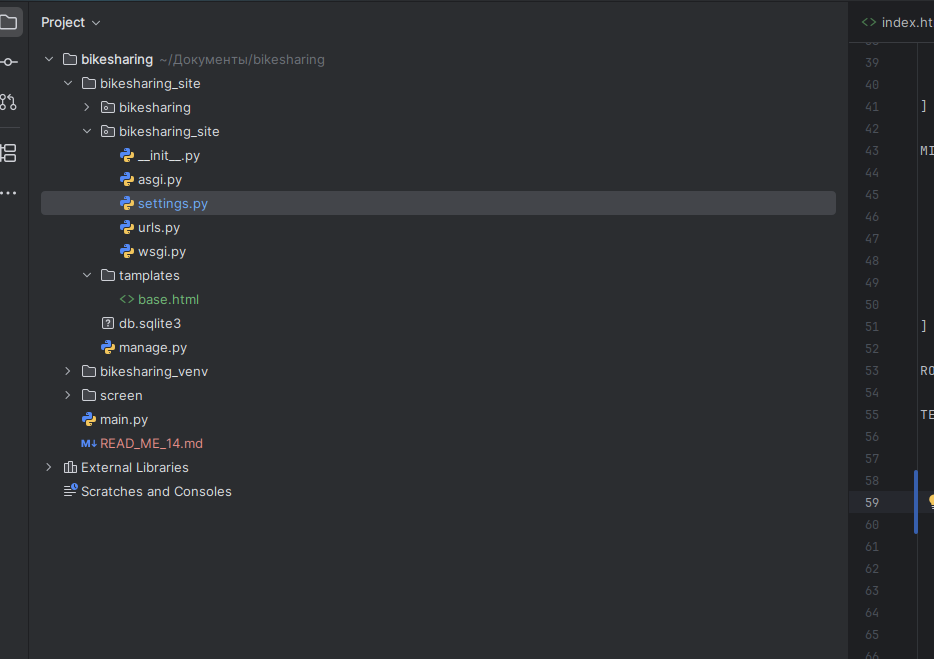 Project
index.ht
bikesharing ~/Документы/bikesharing
bikesharing_site
bikesharing
bikesharing_site
__init__.py
asgi.py
settings.py
urls.py
wsgi.py
tamplates
<> base.html
? db.sqlite3
manage.py
bikesharing_venv
screen
main.py
M↓ READ_ME_14.md
External Libraries
Scratches and Consoles
39
40
41 ]
42
43 MI
44
45
46
47
48
49
50
51 ]
52
53 RO
54
55 TE
56
57
58
59
60
61
62
63
64
65
66